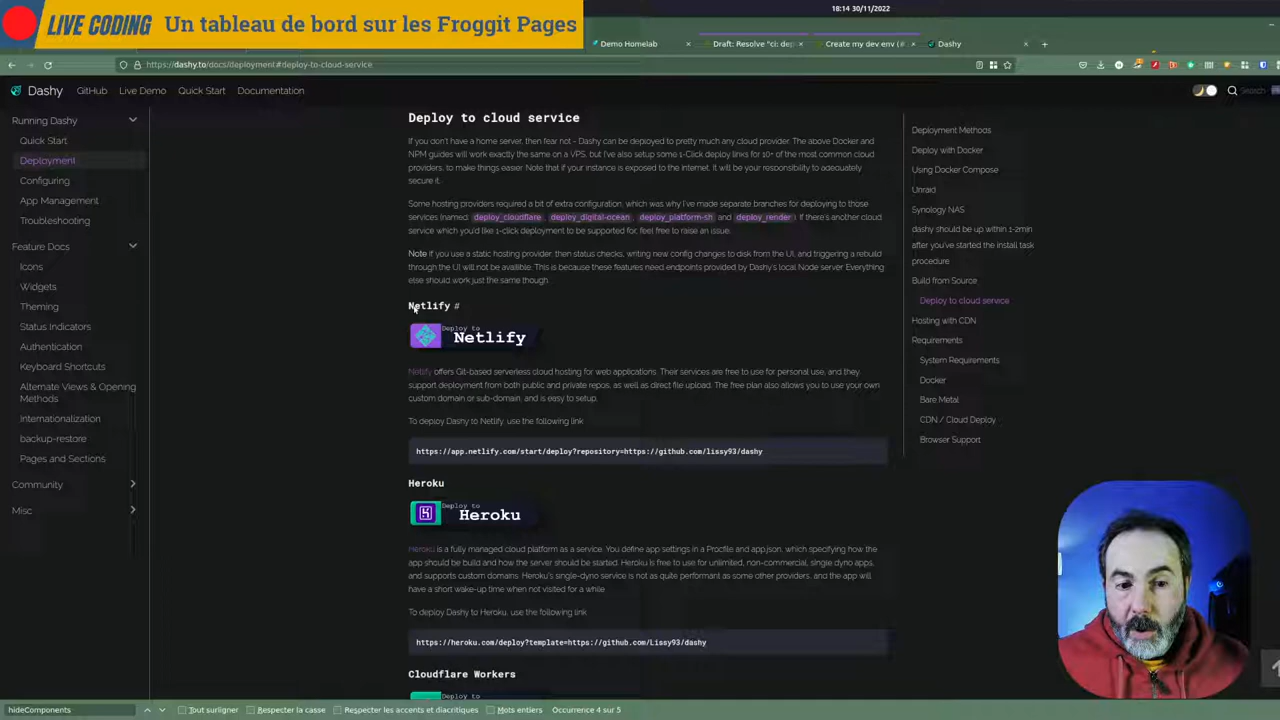 LIVE CODING Un tableau de bord sur les Froggit Pages
18:14 30/11/2022
Demo Homelab
Draft: Resolve "ci: dep
Create my dev env (#
Dashy
https://dashy.to/docs/deployment#deploy-to-cloud-service
Dashy GitHub Live Demo Quick Start Documentation
Search
Running Dashy
Quick Start
Deployment
Configuring
App Management
Troubleshooting
Feature Docs
Icons
Widgets
Theming
Status Indicators
Authentication
Keyboard Shortcuts
Alternate Views & Opening
Methods
Internationalization
backup-restore
Pages and Sections
Community
Misc
Deploy to cloud service
If you don't have a home server, then fear not - Dashy can be deployed to pretty much any cloud provider. The above Docker and
NPM guides will work exactly the same on a VPS, but I've also setup some 1-Click deploy links for 10+ of the most common cloud
providers, to make things easier. Note that if your instance is exposed to the internet, it will be your responsibility to adequately
secure it.
Some hosting providers required a bit of extra configuration, which was why I've made separate branches for deploying to those
services (named: deploy_cloudflare deploy_digital-ocean deploy_platform-sh and deploy_render). If there's another cloud
service which you'd like 1-click deployment to be supported for, feel free to raise an issue.
Note If you use a static hosting provider, then status checks, writing new config changes to disk from the UI, and triggering a rebuild
through the UI will not be availible. This is because these features need endpoints provided by Dashy's local Node server. Everything
else should work just the same though.
Netlify #
Deploy to
Netlify
Netlify offers Git-based serverless cloud hosting for web applications. Their services are free to use for personal use, and they
support deployment from both public and private repos, as well as direct file upload. The free plan also allows you to use your own
custom domain or sub-domain, and is easy to setup.
To deploy Dashy to Netlify, use the following link
https://app.netlify.com/start/deploy?repository=https://github.com/lissy93/dashy
Heroku
Deploy to
Heroku
Heroku is a fully managed cloud platform as a service. You define app settings in a Procfile and app.json, which specifying how the
app should be build and how the server should be started. Heroku is free to use for unlimited, non-commercial, single dyno apps,
and supports custom domains. Heroku's single-dyno service is not as quite performant as some other providers, and the app will
have a short wake-up time when not visited for a while
To deploy Dashy to Heroku, use the following link
https://heroku.com/deploy?template=https://github.com/Lissy93/dashy
Cloudflare Workers
Deploy to
Deployment Methods
Deploy with Docker
Using Docker Compose
Unraid
Synology NAS
dashy should be up within 1-2min
after you've started the install task
procedure
Build from Source
Deploy to cloud service
Hosting with CDN
Requirements
System Requirements
Docker
Bare Metal
CDN / Cloud Deploy
Browser Support
hideComponents
Tout surligner Respecter la casse Respecter les accents et diacritiques Mots entiers Occurrence 4 sur 5